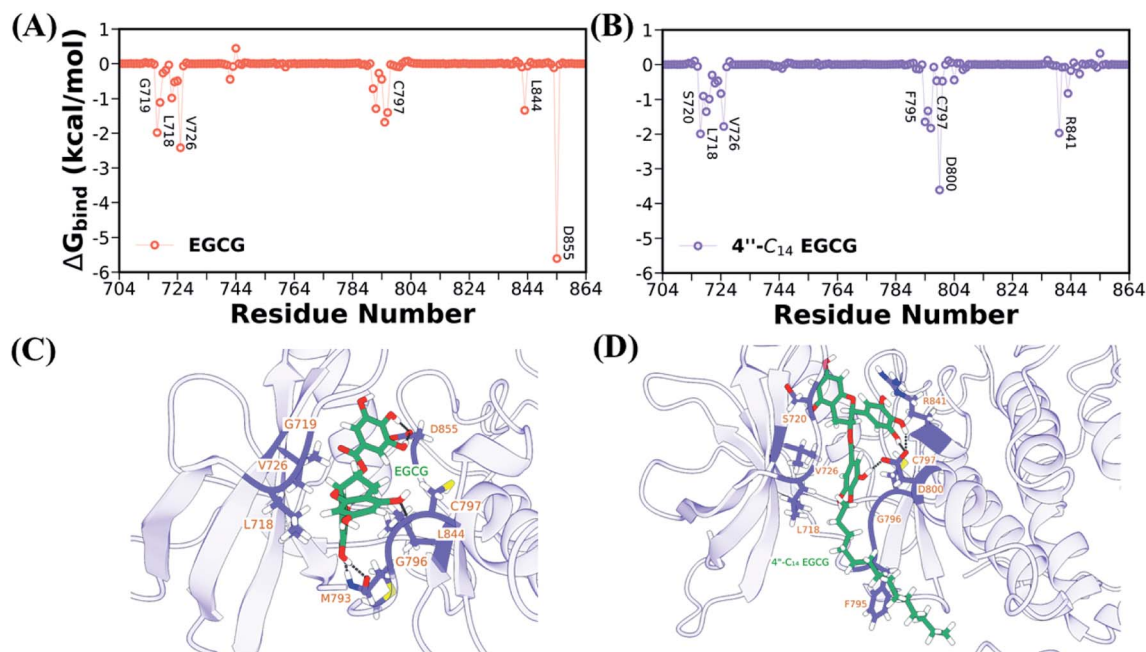 (A)
(B)
ΔG_bind (kcal/mol)
1
0
-1
-2
-3
-4
-5
-6
G719
L718
V726
C797
L844
D855
EGCG
704 724 744 764 784 804 824 844 864
Residue Number
1
0
-1
-2
-3
-4
-5
-6
S720
L718
V726
F795
C797
D800
R841
4''-C₁₄ EGCG
704 724 744 764 784 804 824 844 864
Residue Number
(C)
G719
V726
L718
D855
EGCG
C797
L844
G796
M793
(D)
S720
R841
V726
C797
D800
L718
G796
4''-C₁₄ EGCG
F795